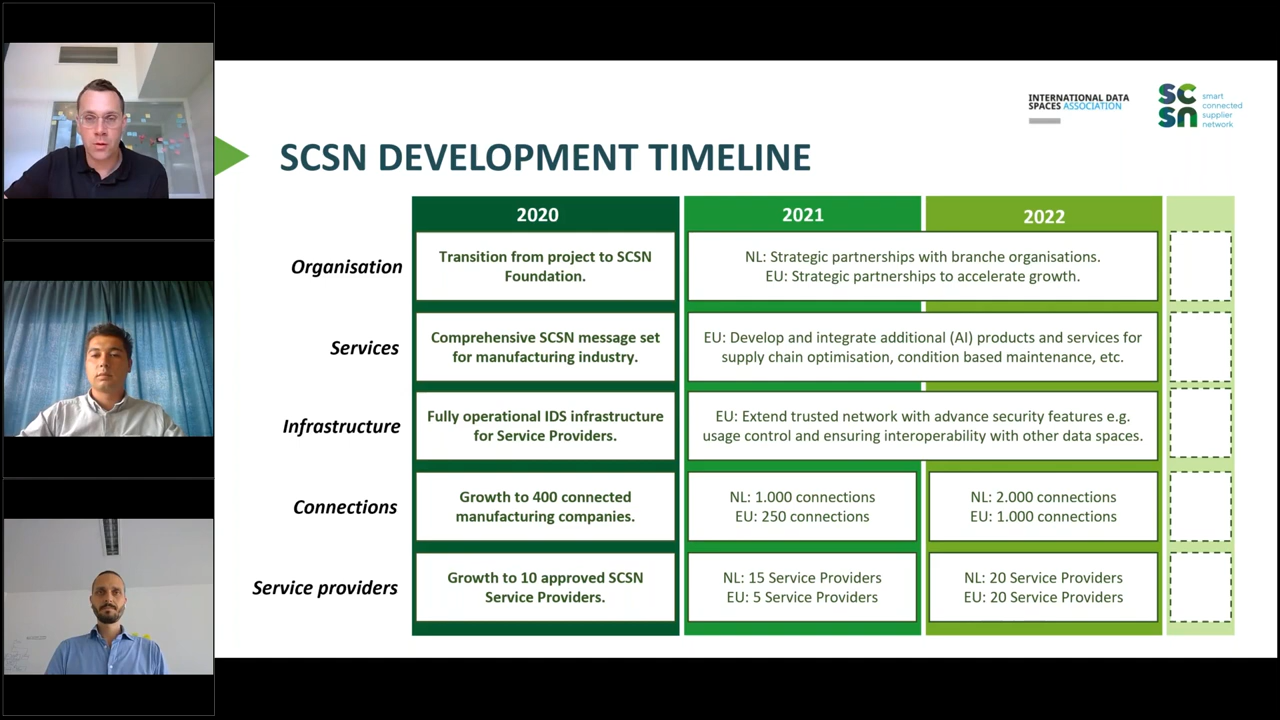 INTERNATIONAL DATA
SPACES ASSOCIATION
SC
SN
smart
connected
supplier
network
SCSN DEVELOPMENT TIMELINE
2020
2021
2022
Organisation
Transition from project to SCSN
Foundation.
NL: Strategic partnerships with branche organisations.
EU: Strategic partnerships to accelerate growth.
Services
Comprehensive SCSN message set
for manufacturing industry.
EU: Develop and integrate additional (AI) products and services for
supply chain optimisation, condition based maintenance, etc.
Infrastructure
Fully operational IDS infrastructure
for Service Providers.
EU: Extend trusted network with advance security features e.g.
usage control and ensuring interoperability with other data spaces.
Connections
Growth to 400 connected
manufacturing companies.
NL: 1.000 connections
EU: 250 connections
NL: 2.000 connections
EU: 1.000 connections
Service providers
Growth to 10 approved SCSN
Service Providers.
NL: 15 Service Providers
EU: 5 Service Providers
NL: 20 Service Providers
EU: 20 Service Providers